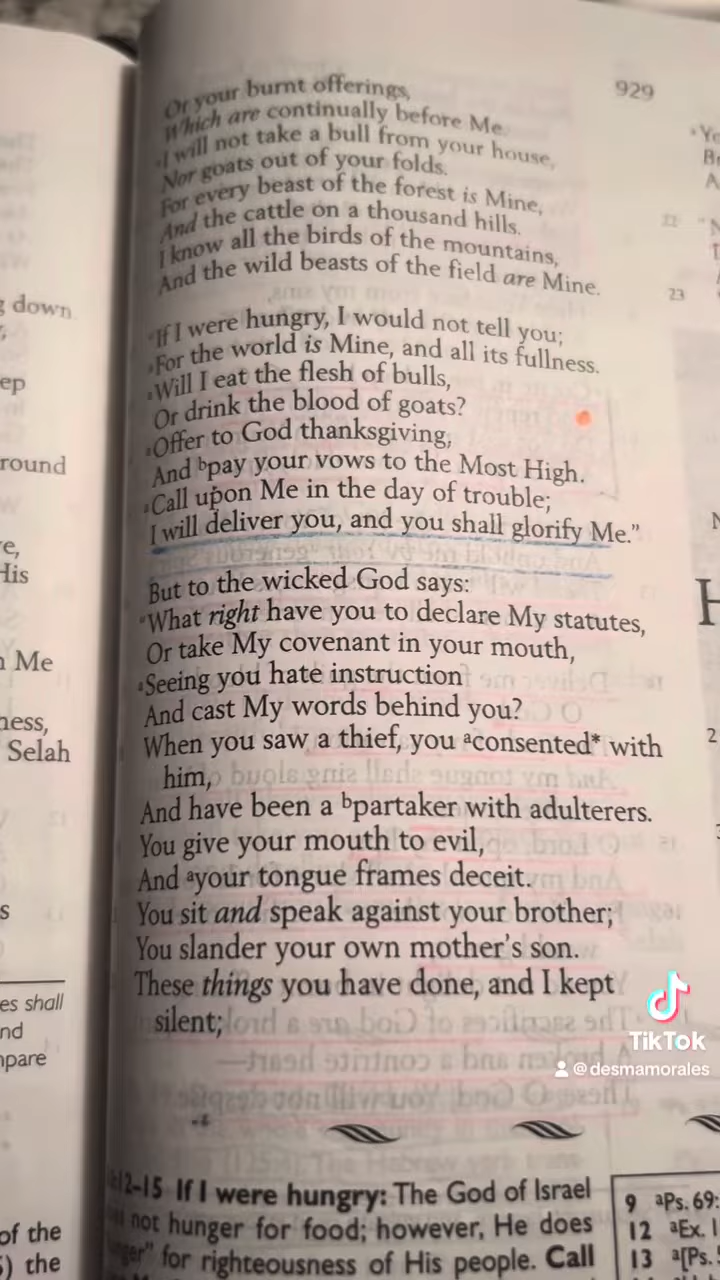 929
Or your burnt offerings,
Which are continually before Me.
I will not take a bull from your house,
Nor goats out of your folds.
For every beast of the forest is Mine,
And the cattle on a thousand hills.
I know all the birds of the mountains,
And the wild beasts of the field are Mine.
"If I were hungry, I would not tell you;
For the world is Mine, and all its fullness.
Will I eat the flesh of bulls,
Or drink the blood of goats?
Offer to God thanksgiving,
And bpay your vows to the Most High.
Call upon Me in the day of trouble;
I will deliver you, and you shall glorify Me."
But to the wicked God says:
"What right have you to declare My statutes,
Or take My covenant in your mouth,
Seeing you hate instruction
And cast My words behind you?
When you saw a thief, you aconsented* with
him,
And have been a bpartaker with adulterers.
You give your mouth to evil,
And ayour tongue frames deceit.
You sit and speak against your brother;
You slander your own mother's son.
These things you have done, and I kept
silent;
12–15 If I were hungry: The God of Israel
not hunger for food; however, He does
for righteousness of His people. Call
down
round
Me
Selah
shall
of the
the
22
23
9 aPs. 69:
12 aEx. 1
13 a[Ps.
TikTok
@desmamorales